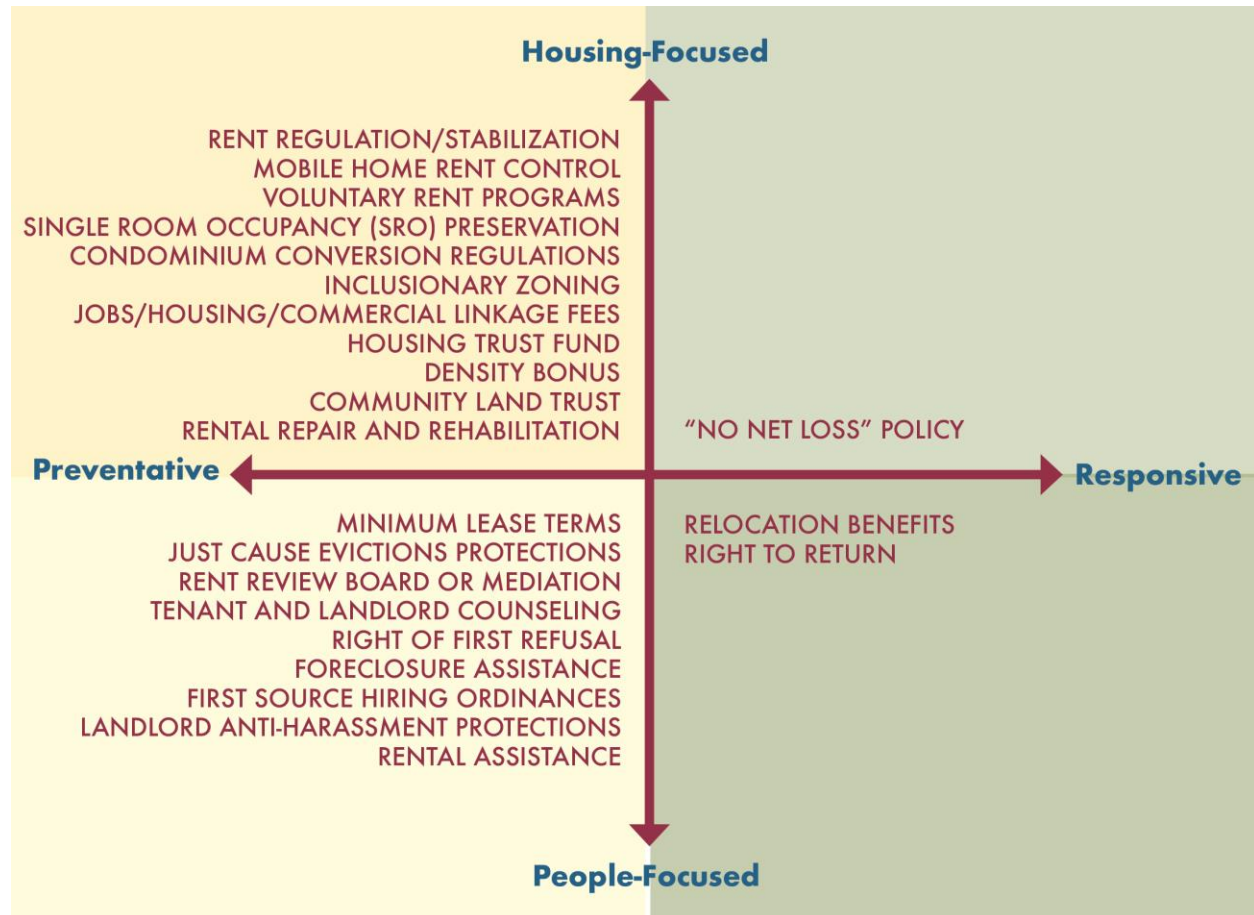 Housing-Focused
RENT REGULATION/STABILIZATION
MOBILE HOME RENT CONTROL
VOLUNTARY RENT PROGRAMS
SINGLE ROOM OCCUPANCY (SRO) PRESERVATION
CONDOMINIUM CONVERSION REGULATIONS
INCLUSIONARY ZONING
JOBS/HOUSING/COMMERCIAL LINKAGE FEES
HOUSING TRUST FUND
DENSITY BONUS
COMMUNITY LAND TRUST
RENTAL REPAIR AND REHABILITATION
“NO NET LOSS” POLICY
Preventative
Responsive
MINIMUM LEASE TERMS
JUST CAUSE EVICTIONS PROTECTIONS
RENT REVIEW BOARD OR MEDIATION
TENANT AND LANDLORD COUNSELING
RIGHT OF FIRST REFUSAL
FORECLOSURE ASSISTANCE
FIRST SOURCE HIRING ORDINANCES
LANDLORD ANTI-HARASSMENT PROTECTIONS
RENTAL ASSISTANCE
RELOCATION BENEFITS
RIGHT TO RETURN
People-Focused